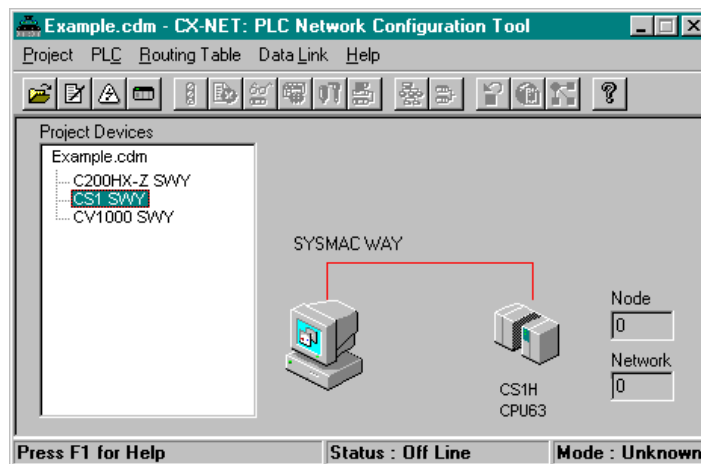 Example.cdm - CX-NET: PLC Network Configuration Tool
Project PLC Routing Table Data Link Help
Project Devices
Example.cdm
C200HX-Z SWY
CS1 SWY
CV1000 SWY
SYSMAC WAY
Node
0
Network
0
CS1H
CPU63
Press F1 for Help
Status : Off Line
Mode : Unknown